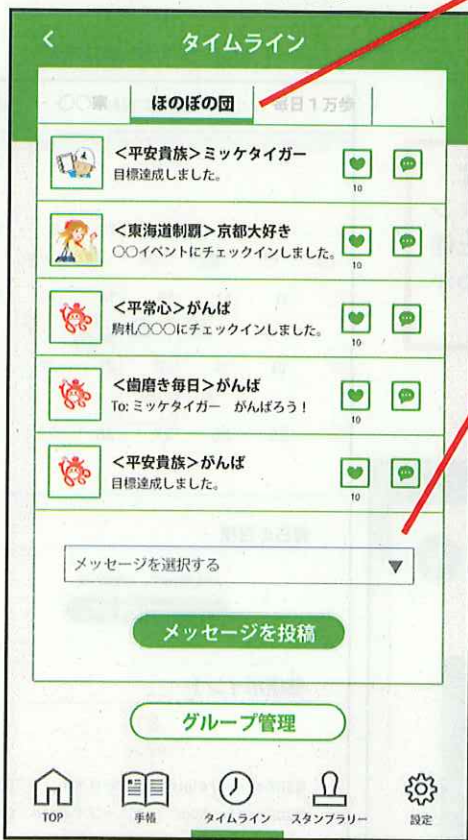 タイムライン
○○家 ほのぼの団 毎日1万歩
<平安貴族>ミッケタイガー
目標達成しました。
10
<東海道制覇>京都大好き
○○イベントにチェックインしました。
10
<平常心>がんば
駒札○○○にチェックインしました。
10
<歯磨き毎日>がんば
To: ミッケタイガー がんばろう!
10
<平安貴族>がんば
目標達成しました。
10
メッセージを選択する ▼
メッセージを投稿
グループ管理
TOP 手帳 タイムライン スタンプラリー 設定